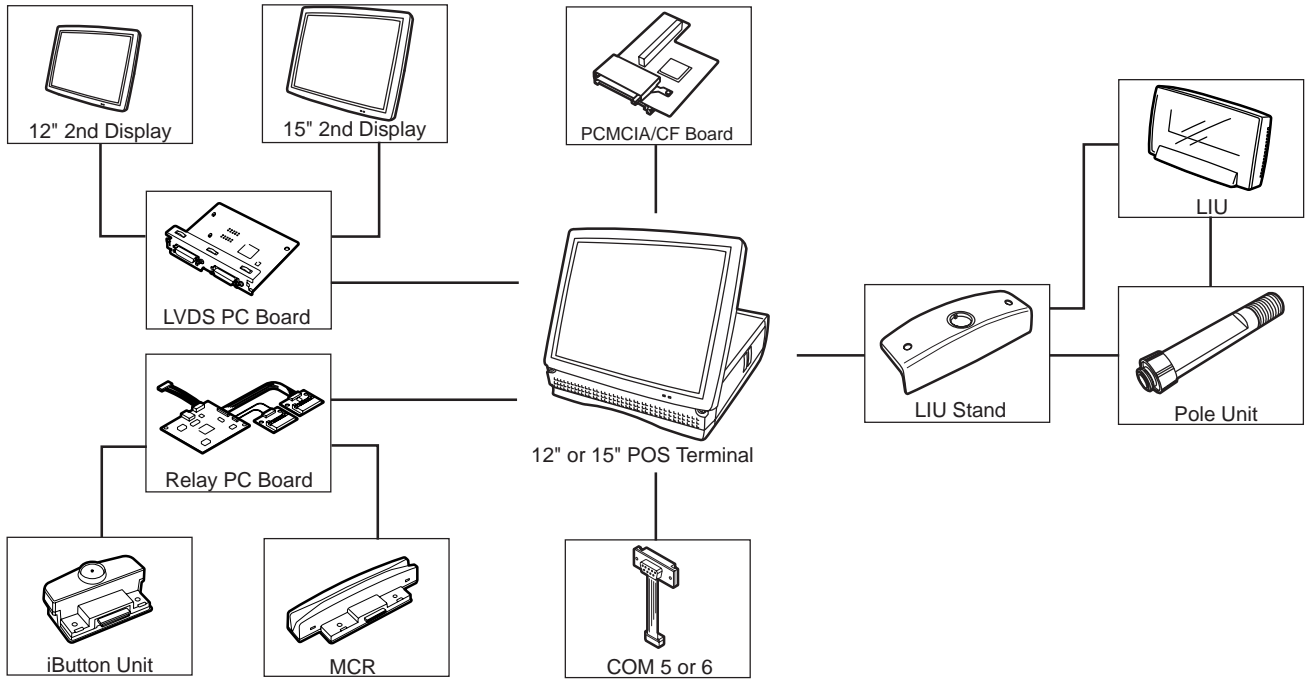 12" 2nd Display
15" 2nd Display
PCMCIA/CF Board
LIU
LVDS PC Board
LIU Stand
Pole Unit
12" or 15" POS Terminal
Relay PC Board
iButton Unit
MCR
COM 5 or 6